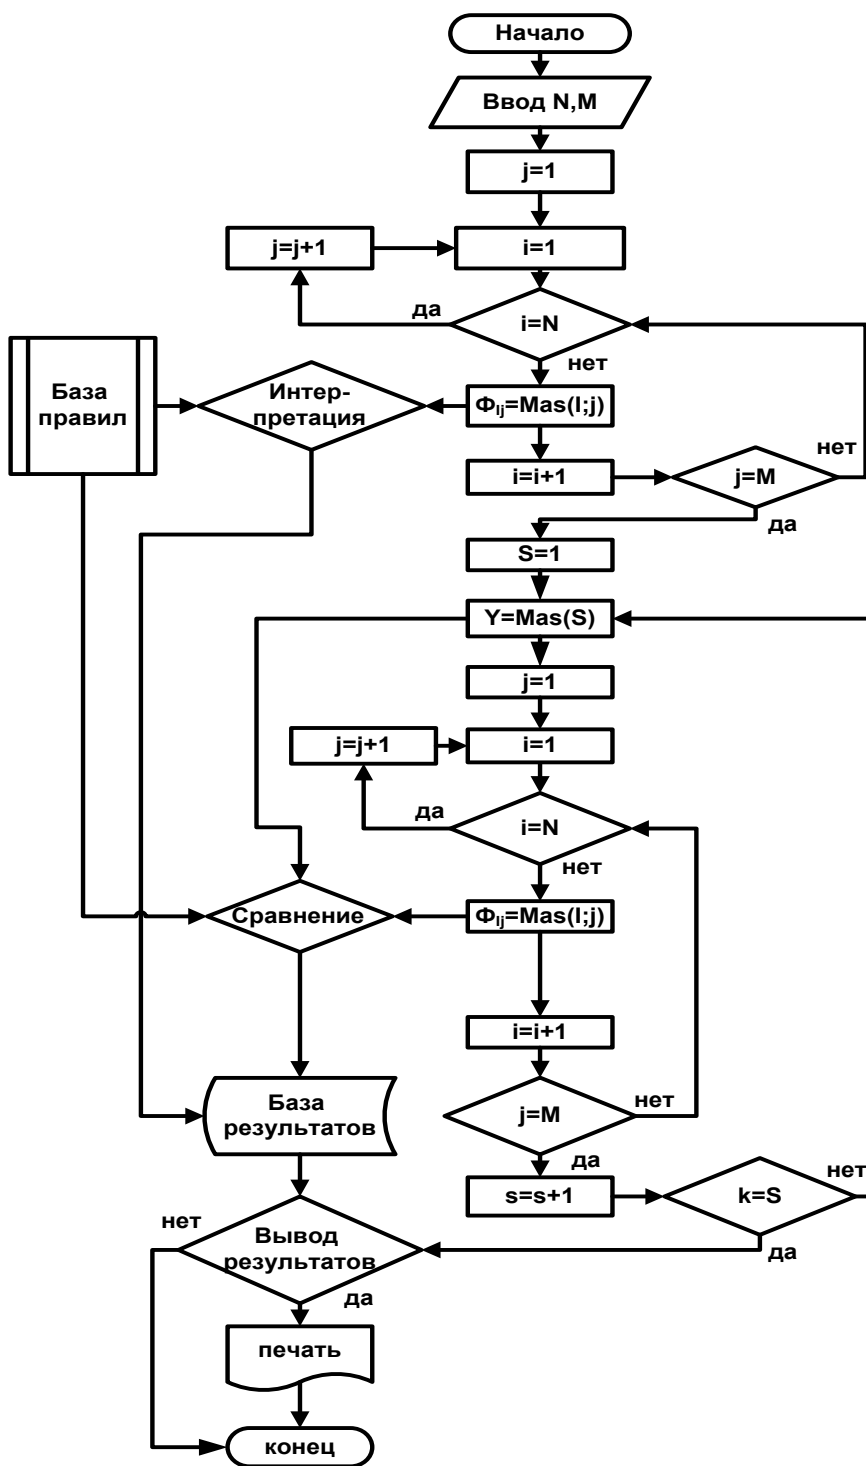 Начало
Ввод N,M
j=1
j=j+1
i=1
да
i=N
нет
База
правил
Интер-
претация
ФIj=Mas(I;j)
i=i+1
j=M
нет
да
S=1
Y=Mas(S)
j=1
j=j+1
i=1
да
i=N
нет
Сравнение
ФIj=Mas(I;j)
i=i+1
База
результатов
j=M
нет
да
s=s+1
k=S
нет
да
нет
Вывод
результатов
да
печать
конец